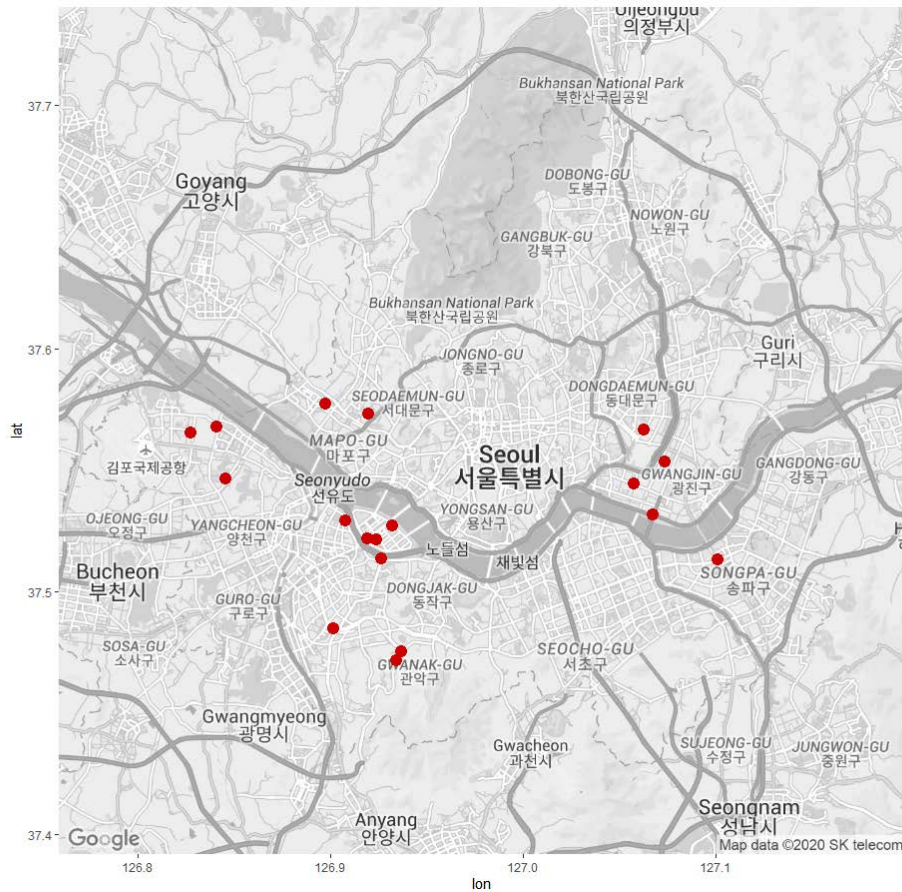 Uijeongbu
의정부시
Bukhansan National Park
북한산국립공원
37.7
DOBONG-GU
도봉구
Goyang
고양시
NOWON-GU
노원구
GANGBUK-GU
강북구
Bukhansan National Park
북한산국립공원
Guri
구리시
37.6
JONGNO-GU
종로구
DONGDAEMUN-GU
동대문구
SEODAEMUN-GU
서대문구
MAPO-GU
마포구
Seoul
서울특별시
김포국제공항
GWANGJIN-GU
광진구
GANGDONG-GU
강동구
Seonyudo
선유도
YONGSAN-GU
용산구
OJEONG-GU
오정구
YANGCHEON-GU
양천구
노들섬
채빛섬
H
lat
Bucheon
부천시
37.5
SONGPA-GU
송파구
DONGJAK-GU
동작구
GURO-GU
구로구
SOSA-GU
소사구
SEOCHO-GU
서초구
GWANAK-GU
관악구
Gwangmyeong
광명시
Gwacheon
과천시
SUJEONG-GU
수정구
JUNGWON-GU
중원구
Anyang
안양시
Seongnam
성남시
37.4
Google
Map data ©2020 SK telecom
126.8 126.9 127.0 127.1
lon